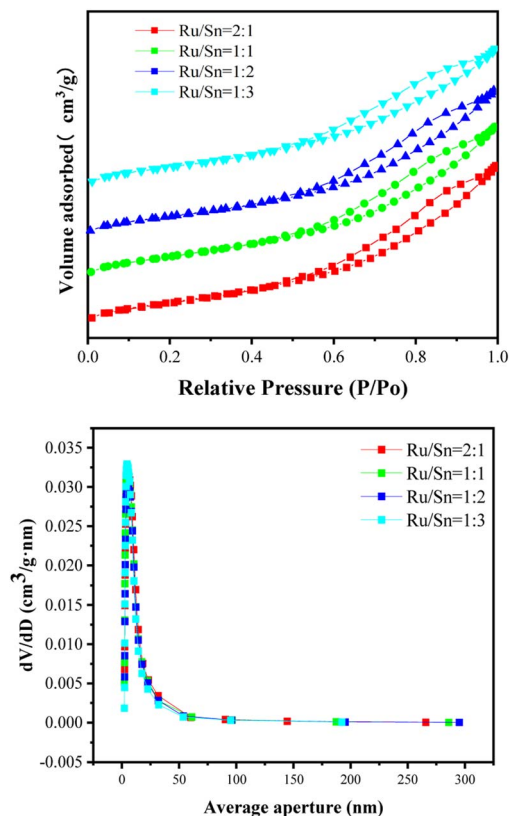 Ru/Sn=2:1
Ru/Sn=1:1
Ru/Sn=1:2
Ru/Sn=1:3
Volume adsorbed( cm³/g)
0.0 0.2 0.4 0.6 0.8 1.0
Relative Pressure (P/Po)
0.035
0.030
0.025
0.020
0.015
0.010
0.005
0.000
-0.005
Ru/Sn=2:1
Ru/Sn=1:1
Ru/Sn=1:2
Ru/Sn=1:3
dV/dD (cm³/g·nm)
0 50 100 150 200 250 300
Average aperture (nm)